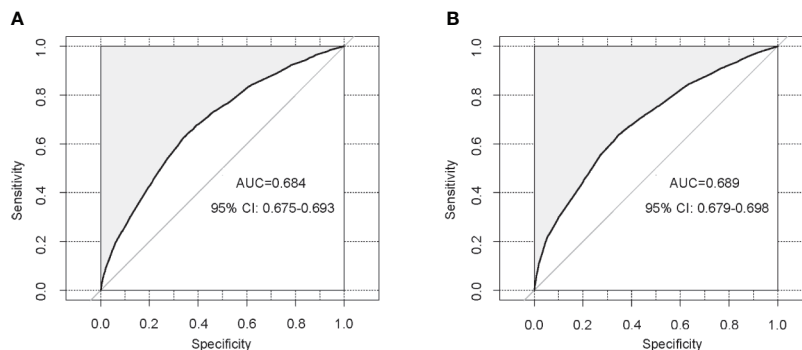 A
1.0
0.8
0.6
0.4
0.2
0.0
Sensitivity
AUC=0.684
95% CI: 0.675-0.693
0.0 0.2 0.4 0.6 0.8 1.0
Specificity
B
1.0
0.8
0.6
0.4
0.2
0.0
Sensitivity
AUC=0.689
95% CI: 0.679-0.698
0.0 0.2 0.4 0.6 0.8 1.0
Specificity